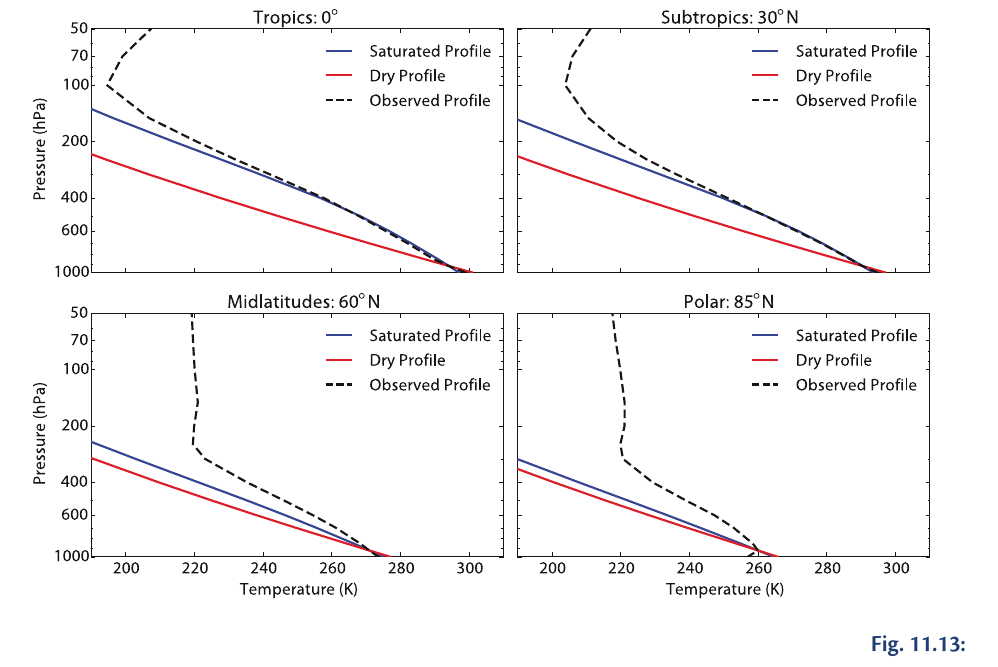 Tropics: 0°
50
70
100
200
400
600
1000
Pressure (hPa)
Saturated Profile
Dry Profile
Observed Profile
Subtropics: 30°N
Saturated Profile
Dry Profile
Observed Profile
Midlatitudes: 60°N
50
70
100
200
400
600
1000
Pressure (hPa)
Saturated Profile
Dry Profile
Observed Profile
200 220 240 260 280 300
Temperature (K)
Polar: 85°N
Saturated Profile
Dry Profile
Observed Profile
200 220 240 260 280 300
Temperature (K)
Fig. 11.13: